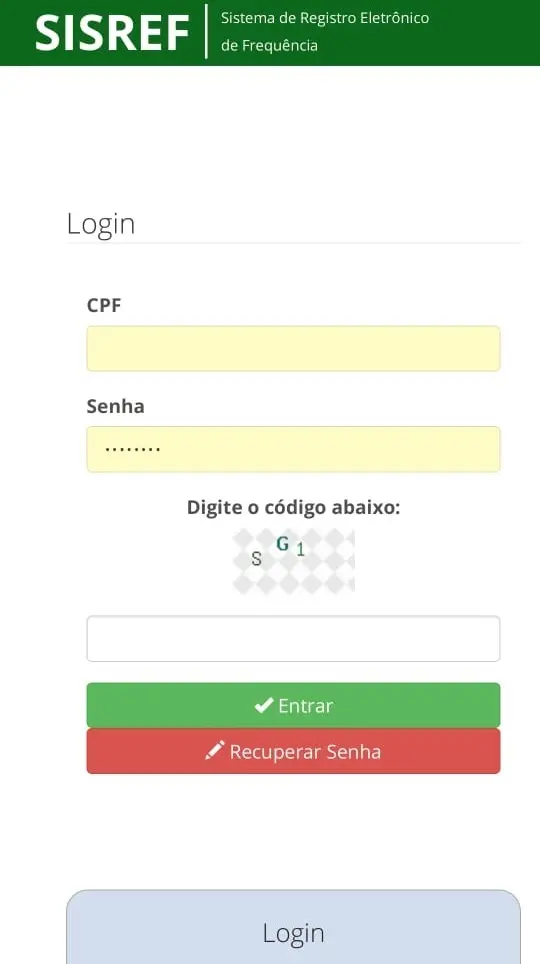 SISREF
Sistema de Registro Eletrônico
de Frequência
Login
CPF
Senha
........
Digite o código abaixo:
S G 1
Entrar
Recuperar Senha
Login